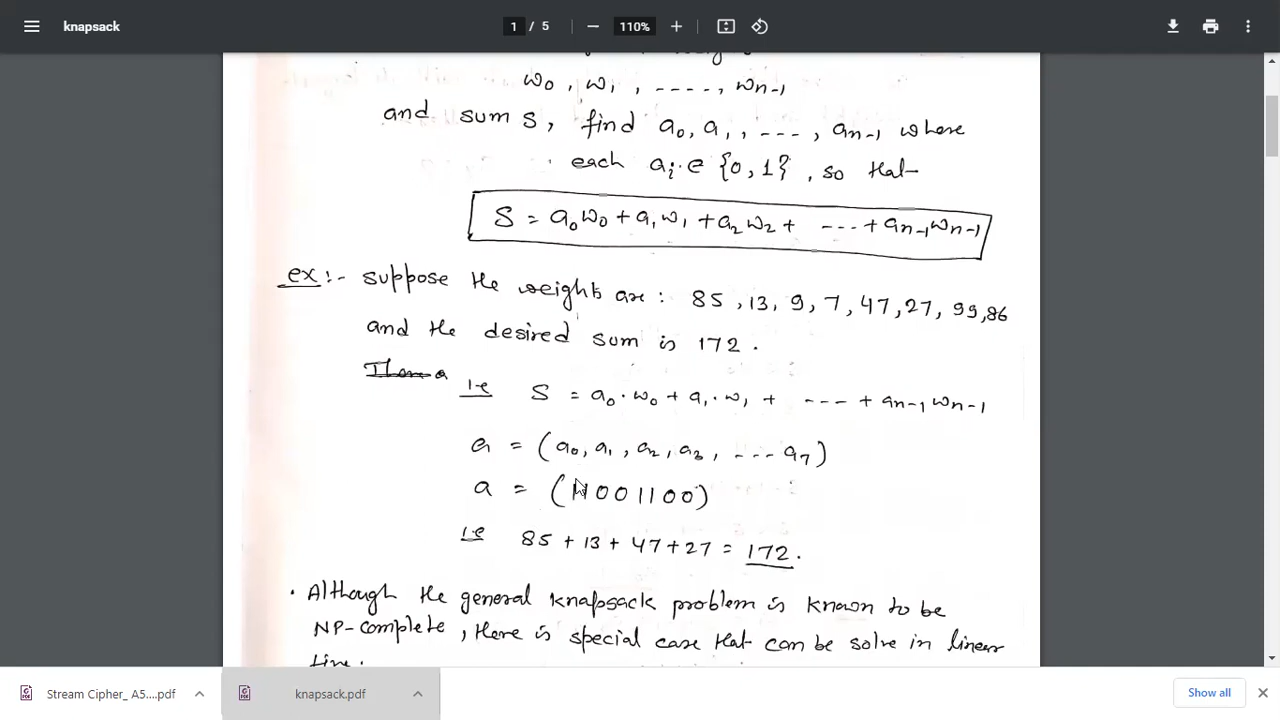 knapsack
1 / 5
110%
w0, w1, ----, wn-1
and sum S, find a0, a1, ---, an-1 where
each ai ∈ {0,1}, so that
S = a0w0 + a1w1 + a2w2 + --- + an-1wn-1
ex:- suppose the weights are : 85, 13, 9, 7, 47, 27, 99, 86
and the desired sum is 172.
i.e S = a0·w0 + a1·w1 + --- + an-1wn-1
a = (a0, a1, a2, a3, --- a7)
a = (11001100)
i.e 85 + 13 + 47 + 27 = 172.
· Although the general knapsack problem is known to be
NP-complete, there is special case that can be solve in linear
time.
Stream Cipher_ A5....pdf
knapsack.pdf
Show all